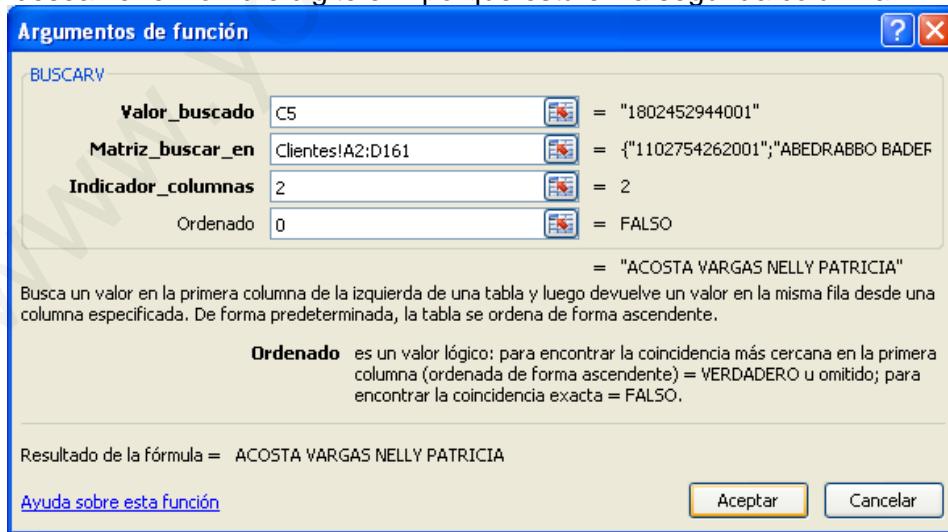 Argumentos de función
BUSCARV
Valor_buscado C5 = "1802452944001"
Matriz_buscar_en Clientes!A2:D161 = {"1102754262001";"ABEDRABBO BADER
Indicador_columnas 2 = 2
Ordenado 0 = FALSO
= "ACOSTA VARGAS NELLY PATRICIA"
Busca un valor en la primera columna de la izquierda de una tabla y luego devuelve un valor en la misma fila desde una
columna especificada. De forma predeterminada, la tabla se ordena de forma ascendente.
Ordenado es un valor lógico: para encontrar la coincidencia más cercana en la primera
columna (ordenada de forma ascendente) = VERDADERO u omitido; para
encontrar la coincidencia exacta = FALSO.
Resultado de la fórmula = ACOSTA VARGAS NELLY PATRICIA
Ayuda sobre esta función
Aceptar Cancelar